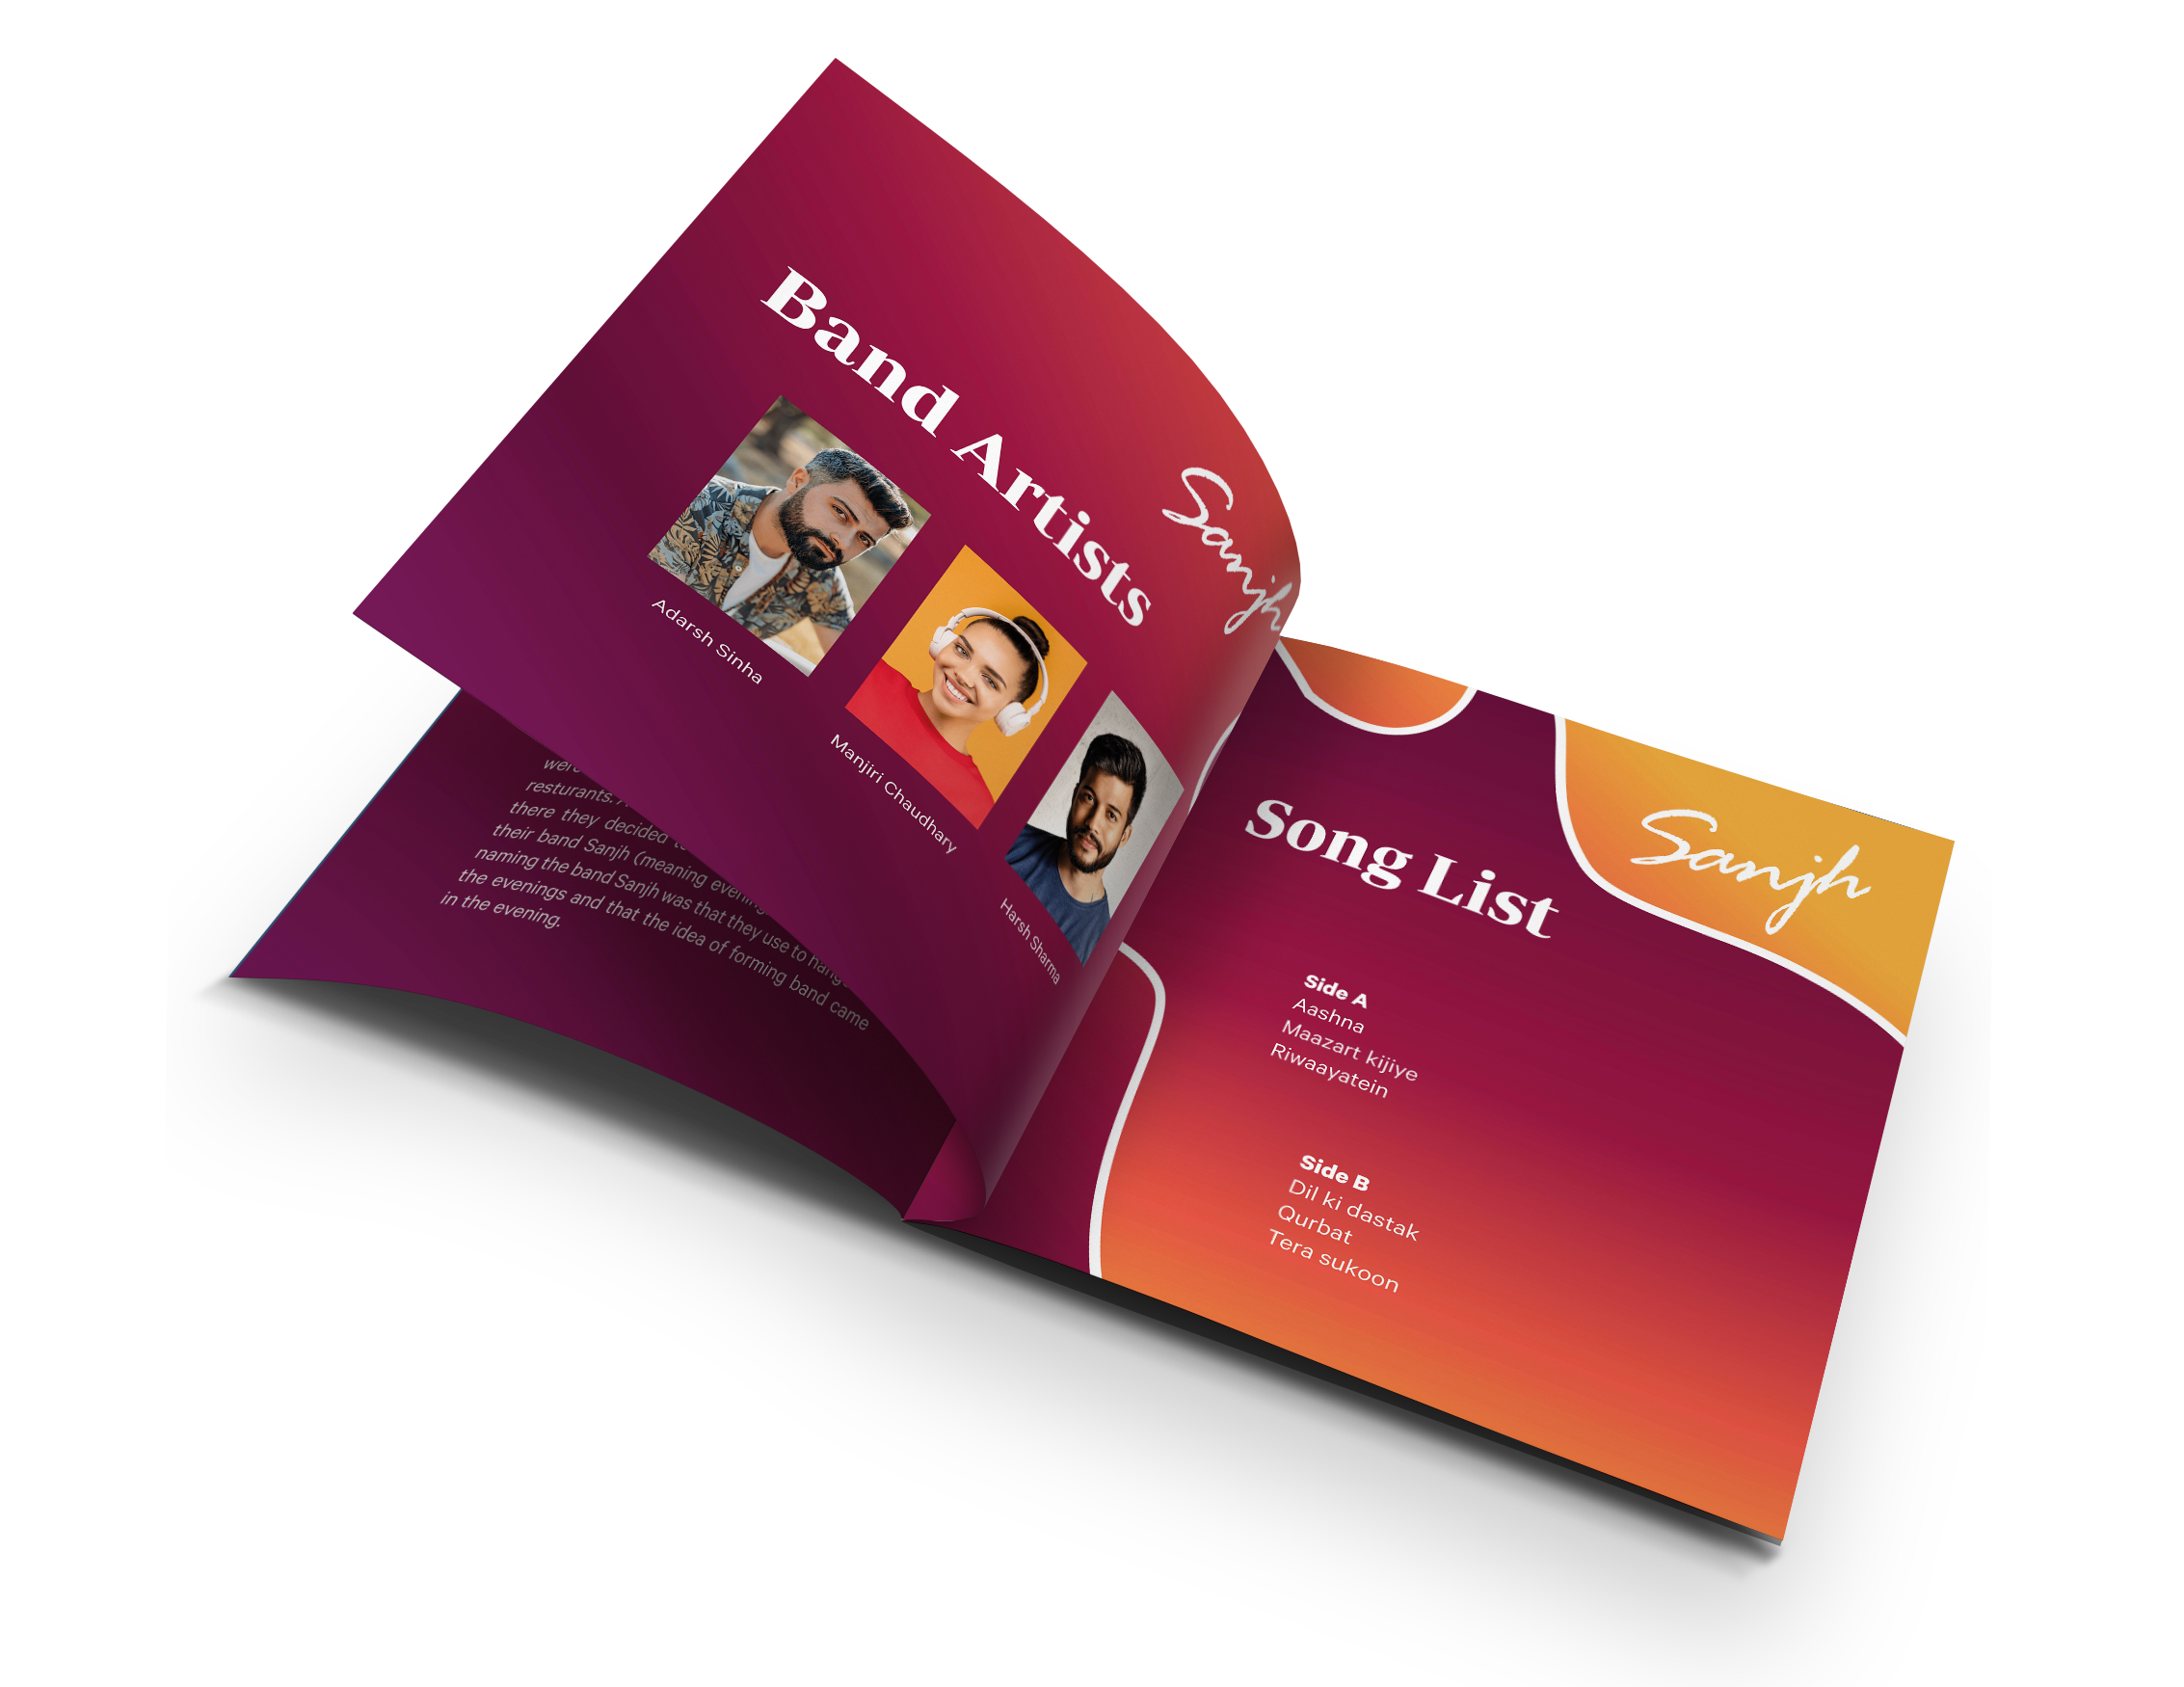 Sanjh
Band Artists
Adarsh Sinha
Manjiri Chaudhary
Harsh Sharma
resturants.
there they decided
their band Sanjh (meaning evening
naming the band Sanjh was that they use to
the evenings and that the idea of forming band came
in the evening.
Sanjh
Song List
Side A
Aashna
Maazart kijiye
Riwaayatein
Side B
Dil ki dastak
Qurbat
Tera sukoon